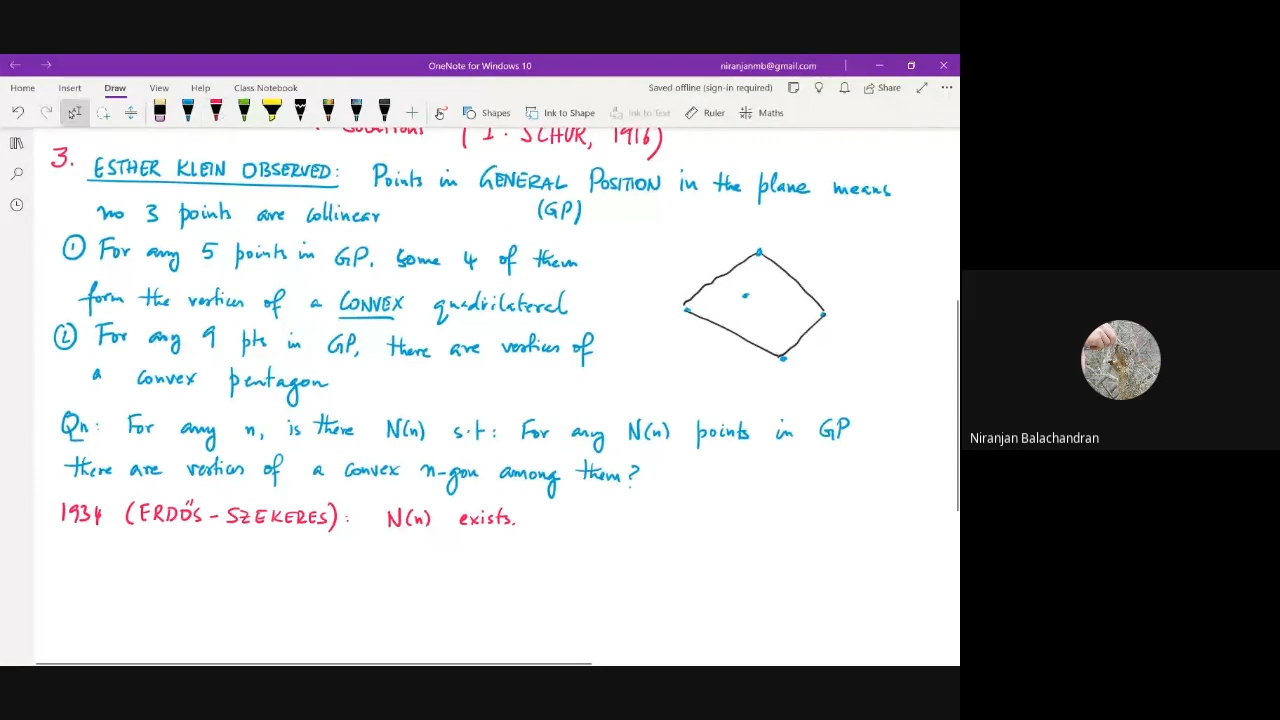 OneNote for Windows 10
niranjanmb@gmail.com
Home Insert Draw View Help Class Notebook
Saved offline (sign-in required) Share
Shapes Ink to Shape Ink to Text Ruler Maths
(I. SCHUR, 1916)
3. ESTHER KLEIN OBSERVED: Points in GENERAL POSITION in the plane means
no 3 points are collinear (GP)
① For any 5 points in GP, some 4 of them
form the vertices of a CONVEX quadrilateral
② For any 9 pts in GP, there are vertices of
a convex pentagon
Qn: For any n, is there N(n) s.t: For any N(n) points in GP
there are vertices of a convex n-gon among them?
1934 (ERDŐS - SZEKERES): N(n) exists.
Niranjan Balachandran